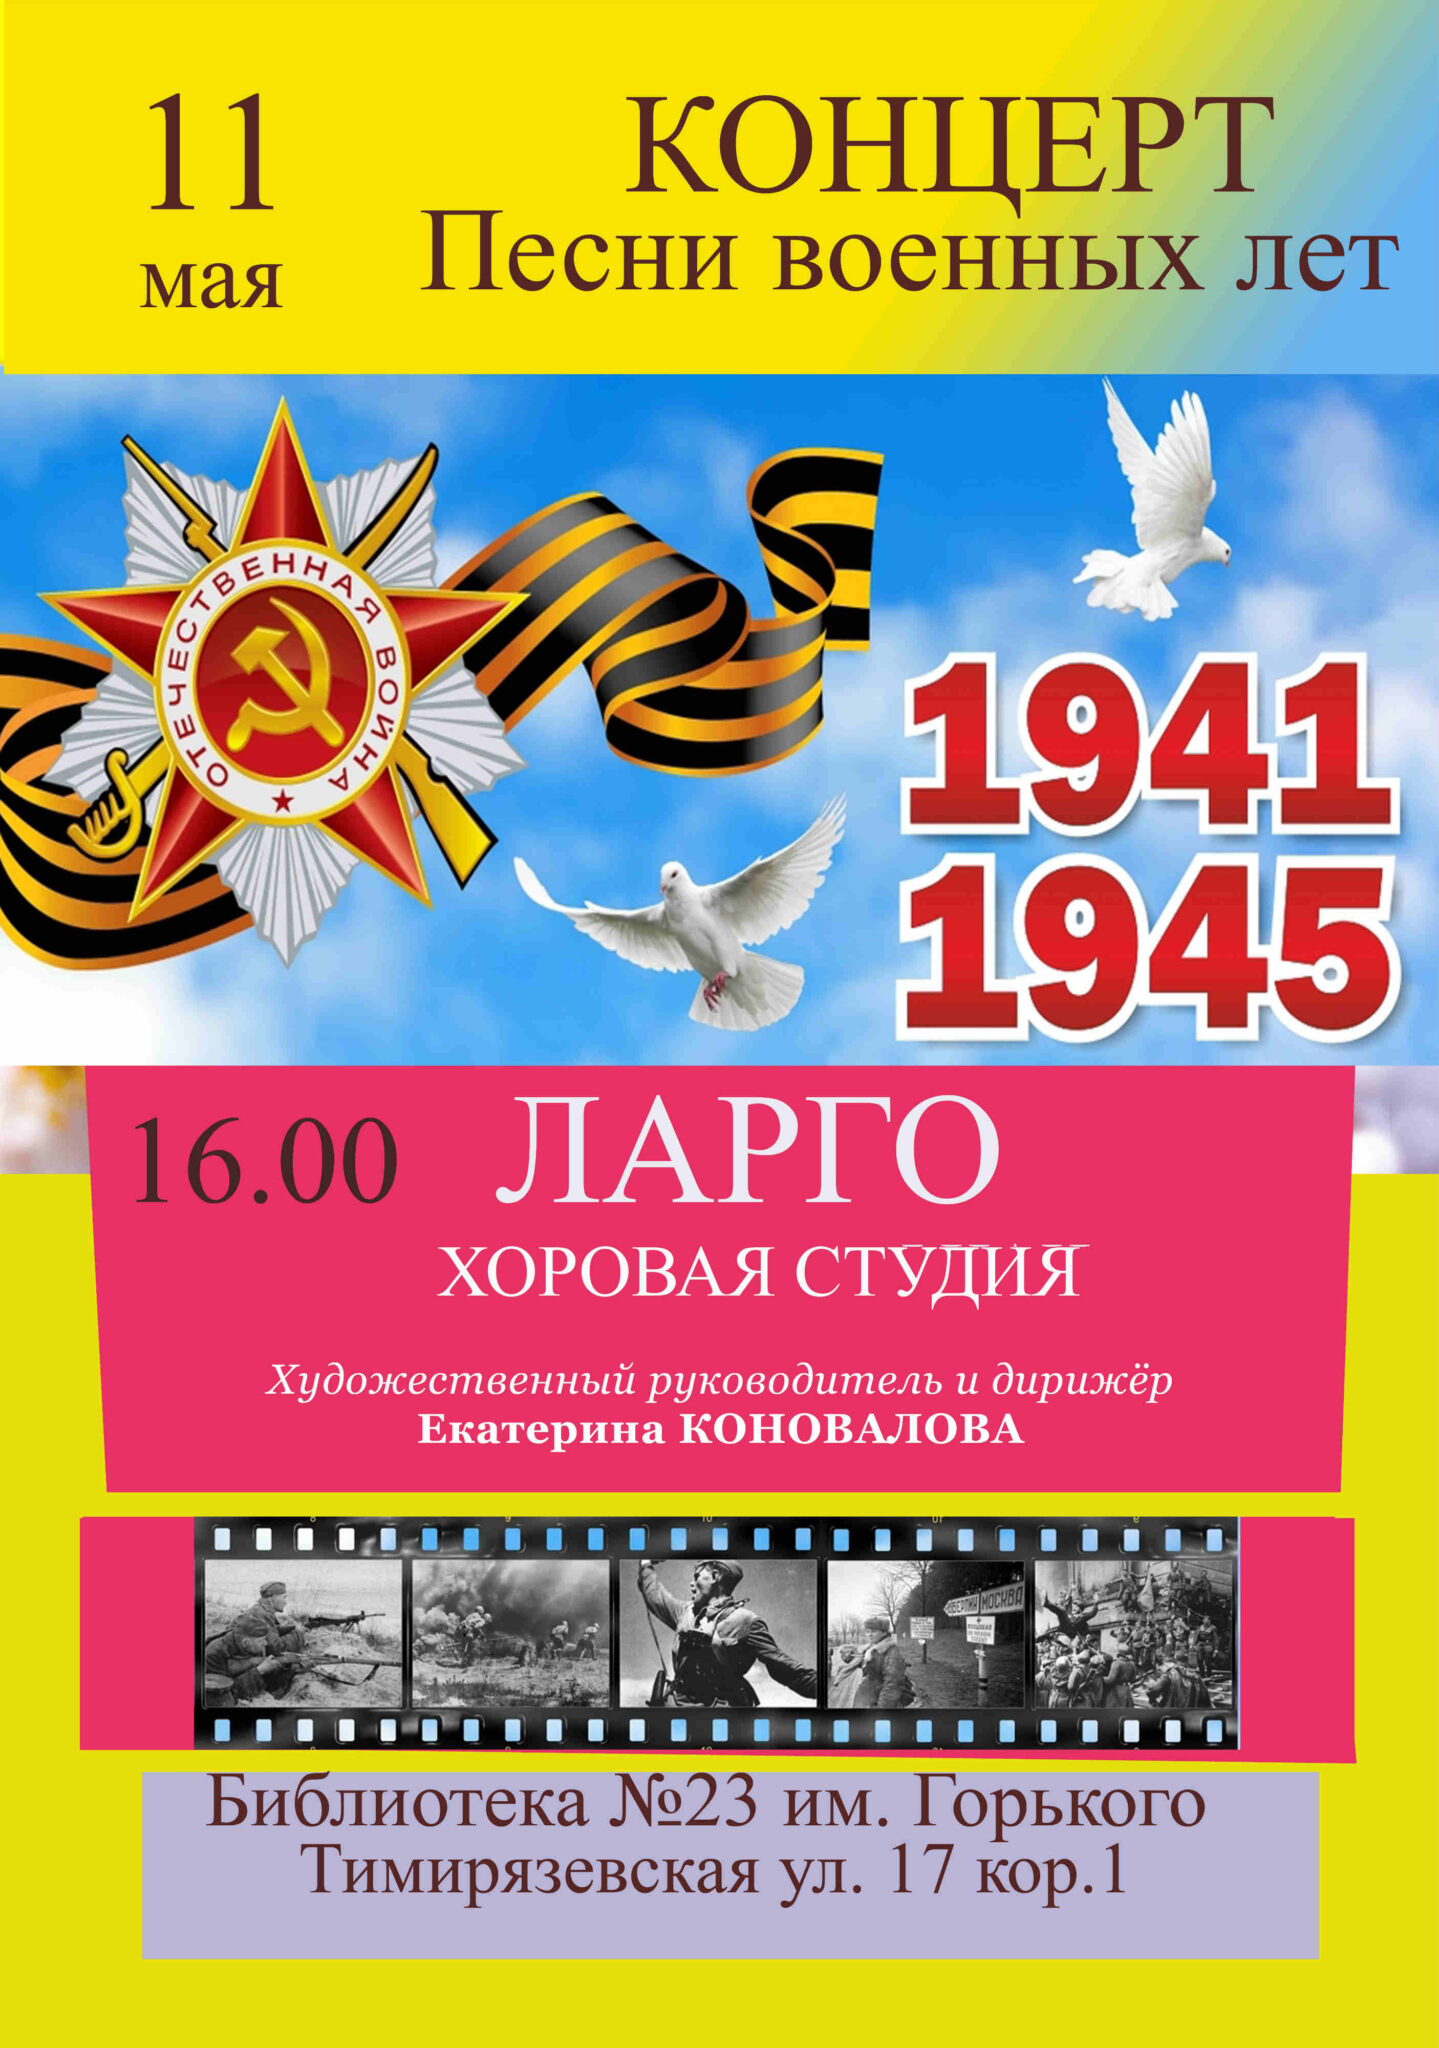 11
мая
КОНЦЕРТ
Песни военных лет
ОТЕЧЕСТВЕННАЯ ВОЙНА
1941
1945
16.00
ЛАРГО
ХОРОВАЯ СТУДИЯ
Художественный руководитель и дирижёр
Екатерина КОНОВАЛОВА
МОСКВА
Библиотека №23 им. Горького
Тимирязевская ул. 17 кор.1